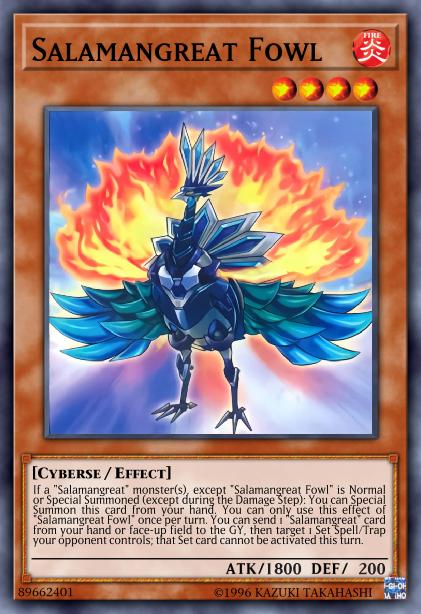 Salamangreat Fowl
FIRE
炎
[Cyberse / Effect]
If a "Salamangreat" monster(s), except "Salamangreat Fowl" is Normal
or Special Summoned (except during the Damage Step): You can Special
Summon this card from your hand. You can only use this effect of
"Salamangreat Fowl" once per turn. You can send 1 "Salamangreat" card
from your hand or face-up field to the GY, then target 1 Set Spell/Trap
your opponent controls; that Set card cannot be activated this turn.
ATK/1800 DEF/ 200
89662401
©1996 KAZUKI TAKAHASHI